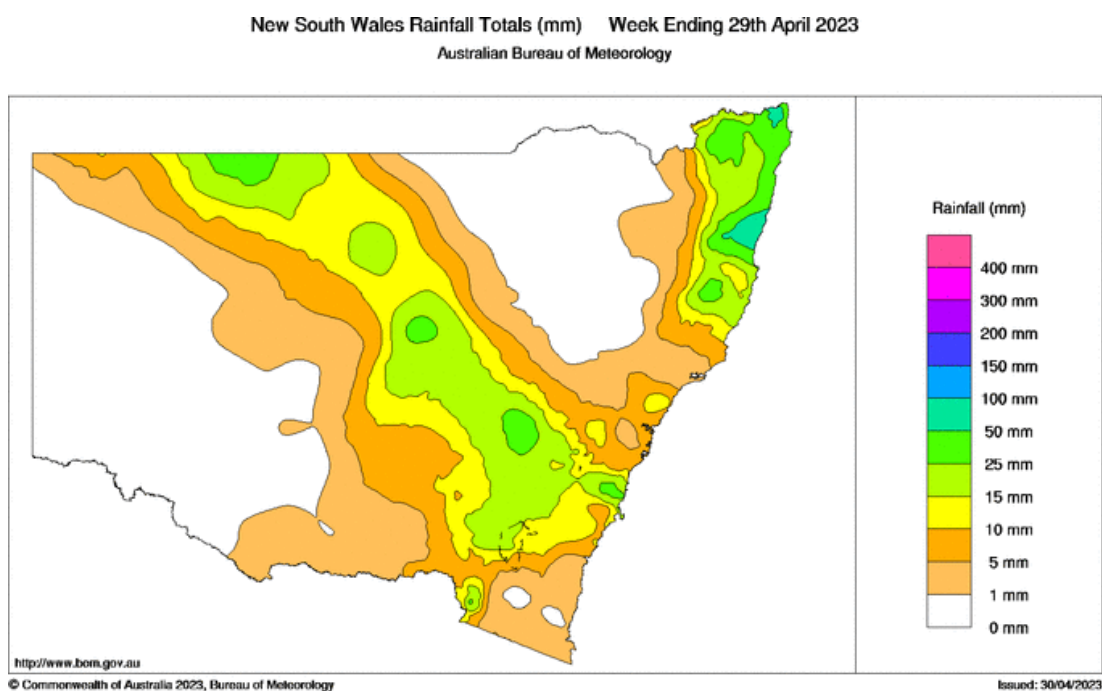 New South Wales Rainfall Totals (mm) Week Ending 29th April 2023
Australian Bureau of Meteorology
Rainfall (mm)
400 mm
300 mm
200 mm
150 mm
100 mm
50 mm
25 mm
15 mm
10 mm
5 mm
1 mm
0 mm
http://www.bom.gov.au
© Commonwealth of Australia 2023, Bureau of Meteorology
Issued: 30/04/2023